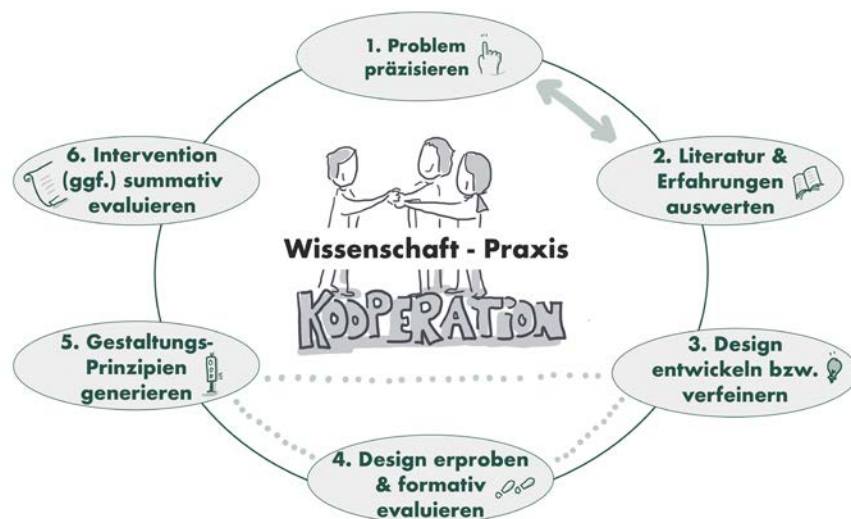 1. Problem
präzisieren
2. Literatur &
Erfahrungen
auswerten
3. Design
entwickeln bzw.
verfeinern
4. Design erproben
& formativ
evaluieren
5. Gestaltungs-
Prinzipien
generieren
6. Intervention
(ggf.) summativ
evaluieren
Wissenschaft - Praxis
KOOPERATION